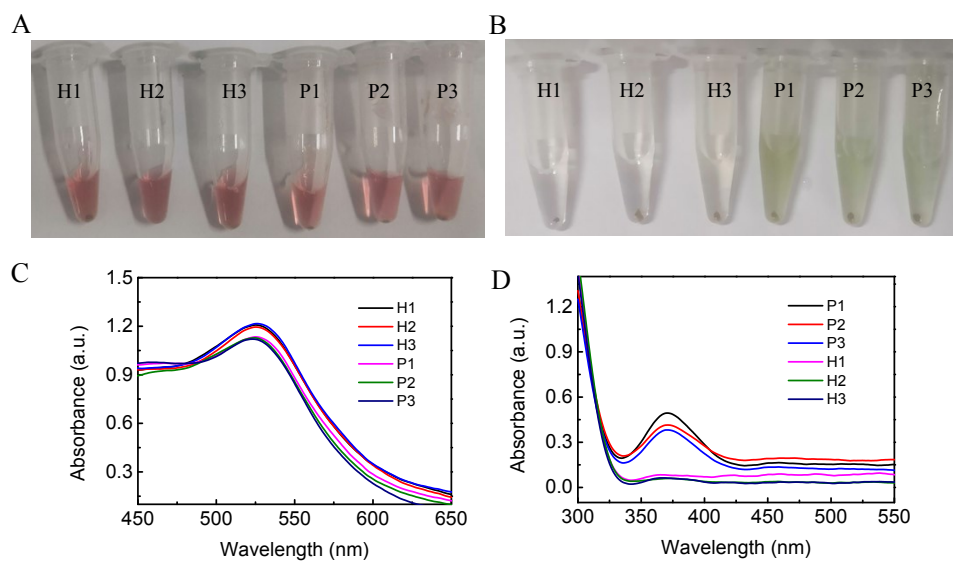 A
B
H1 H2 H3 P1 P2 P3
H1 H2 H3 P1 P2 P3
C
D
1.5
1.2
0.9
0.6
0.3
Absorbance (a.u.)
H1
H2
H3
P1
P2
P3
450 500 550 600 650
Wavelength (nm)
1.2
0.9
0.6
0.3
0.0
Absorbance (a.u.)
P1
P2
P3
H1
H2
H3
300 350 400 450 500 550
Wavelength (nm)